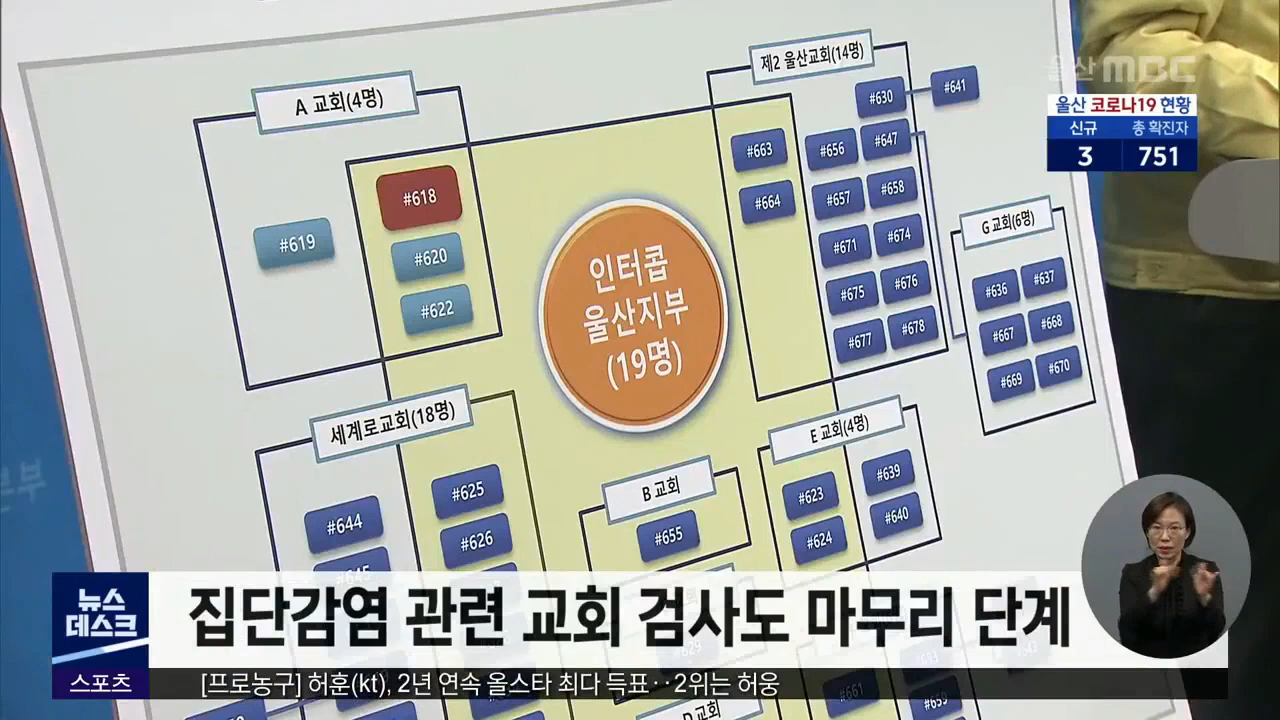 울산 MBC
울산 코로나19 현황
신규 총 확진자
3 751
A 교회(4명)
#619
#618
#620
#622
인터콥
울산지부
(19명)
제2 울산교회(14명)
#630
#641
#663
#656
#647
#664
#657
#658
#671
#674
#675
#676
#677
#678
G 교회(6명)
#636 #637
#667 #668
#669 #670
세계로교회(18명)
#644
#645
#625
#626
B 교회
#655
E 교회(4명)
#623
#624
#639
#640
#629
#661
#659
D 교회
뉴스
데스크
집단감염 관련 교회 검사도 마무리 단계
스포츠
[프로농구] 허훈(kt), 2년 연속 올스타 최다 득표‥2위는 허웅